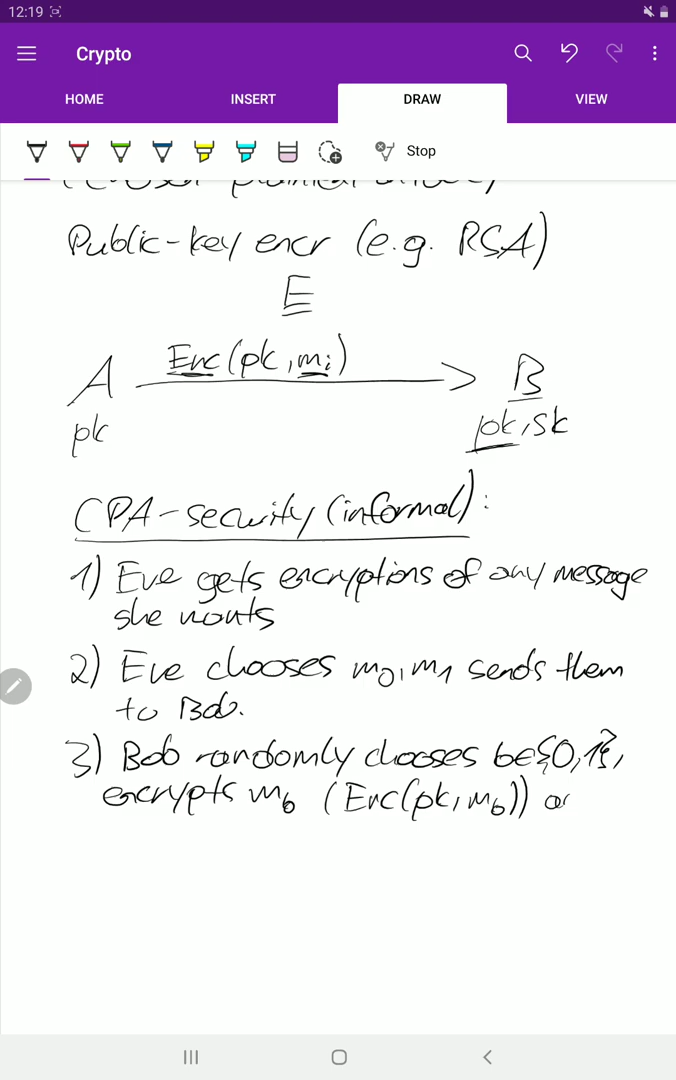 12:19
Crypto
HOME INSERT DRAW VIEW
Stop
Public-key encr (e.g. RSA)
E
A Enc(pk, mi) B
pk pk, sk
CPA-security (informal):
1) Eve gets encryptions of any message
she wants
2) Eve chooses m0, m1 sends them
to Bob.
3) Bob randomly chooses b∈{0,1},
encrypts mb (Enc(pk, mb))